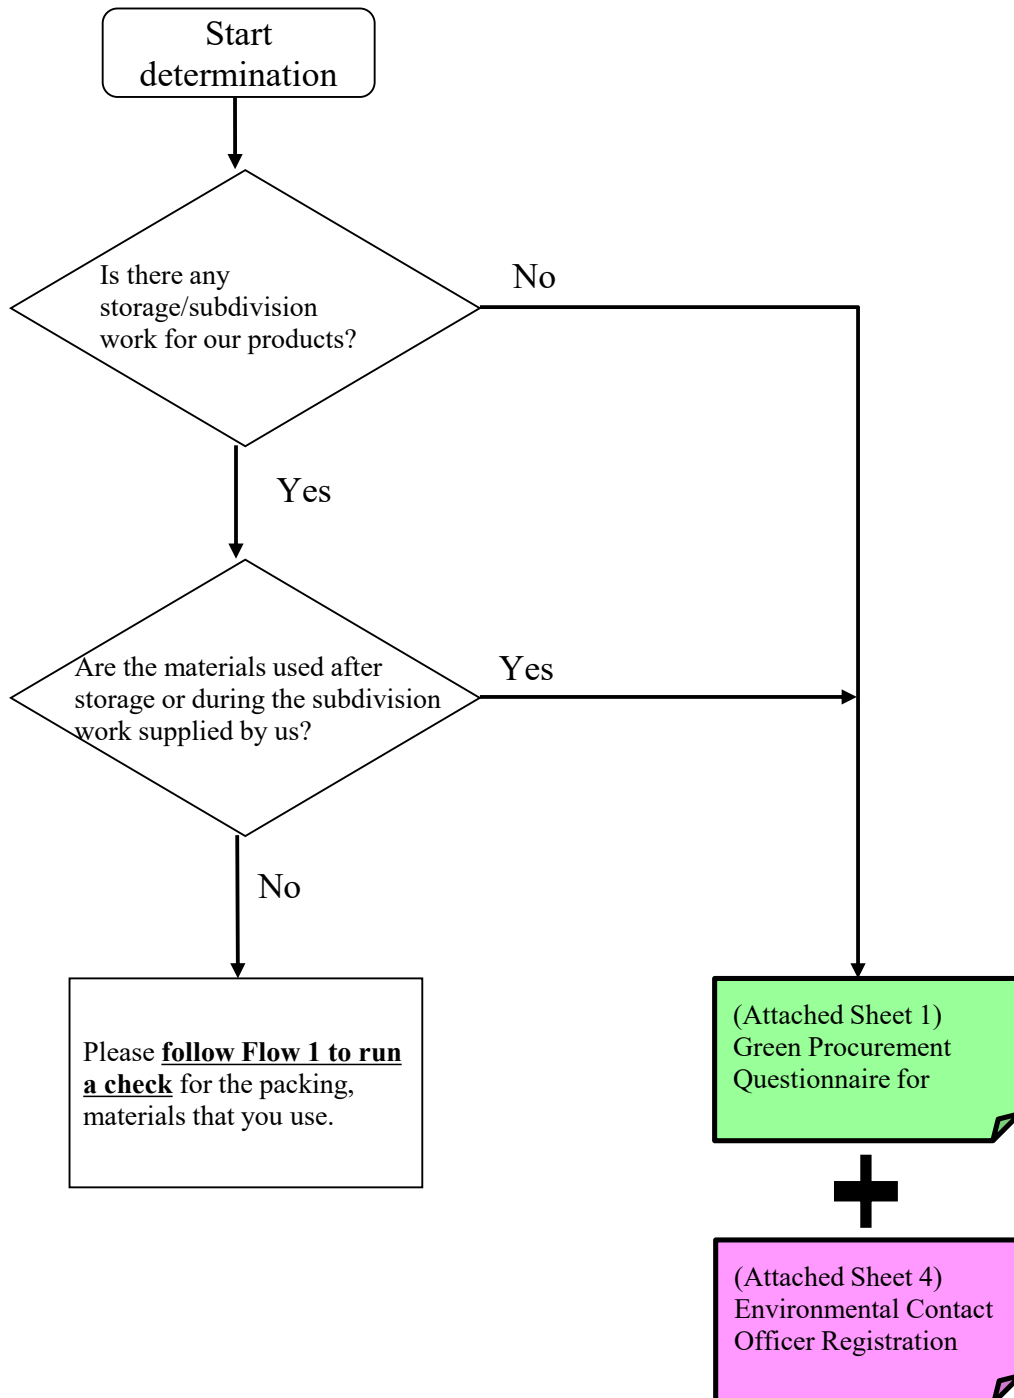 Start
determination
Is there any
storage/subdivision
work for our products?
No
Yes
Are the materials used after
storage or during the subdivision
work supplied by us?
Yes
No
Please follow Flow 1 to run
a check for the packing,
materials that you use.
(Attached Sheet 1)
Green Procurement
Questionnaire for
(Attached Sheet 4)
Environmental Contact
Officer Registration